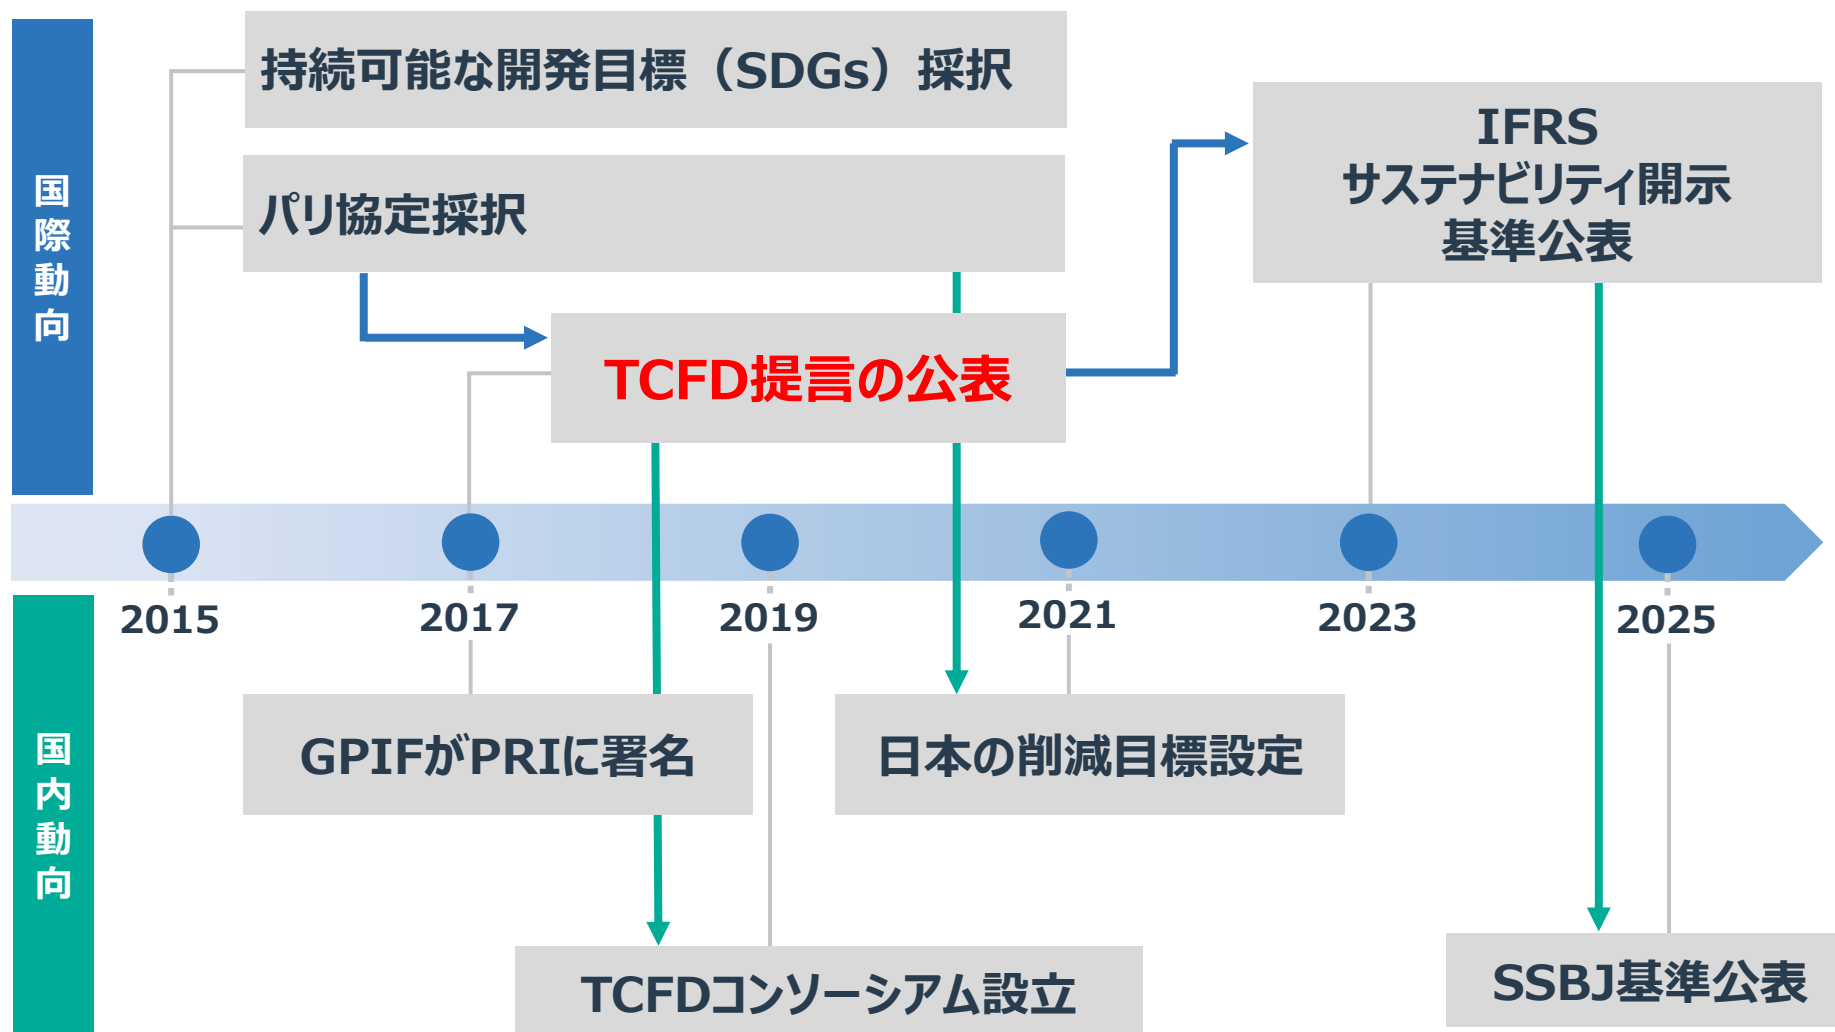 国際動向
持続可能な開発目標（SDGs）採択
パリ協定採択
TCFD提言の公表
IFRS
サステナビリティ開示
基準公表
2015
2017
2019
2021
2023
2025
国内動向
GPIFがPRIに署名
日本の削減目標設定
TCFDコンソーシアム設立
SSBJ基準公表